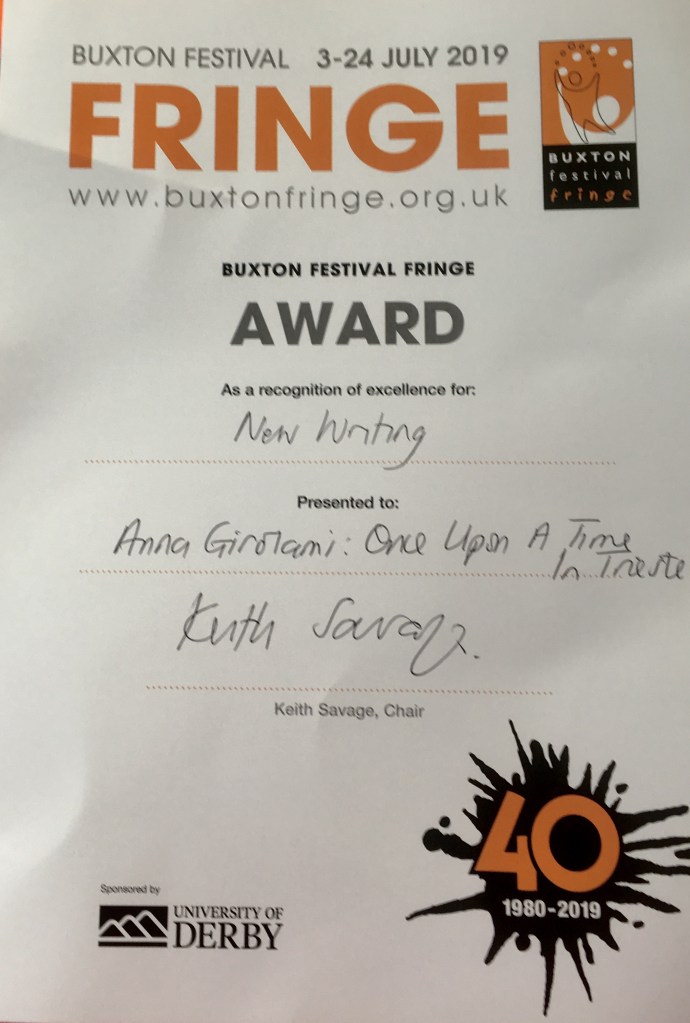 BUXTON FESTIVAL 3-24 JULY 2019
FRINGE
www.buxtonfringe.org.uk
BUXTON
festival
fringe
BUXTON FESTIVAL FRINGE
AWARD
As a recognition of excellence for:
New Writing
Presented to:
Anna Girolami: Once Upon A Time
In Trieste
Keith Savage.
Keith Savage, Chair
40
1980-2019
Sponsored by
UNIVERSITY OF
DERBY